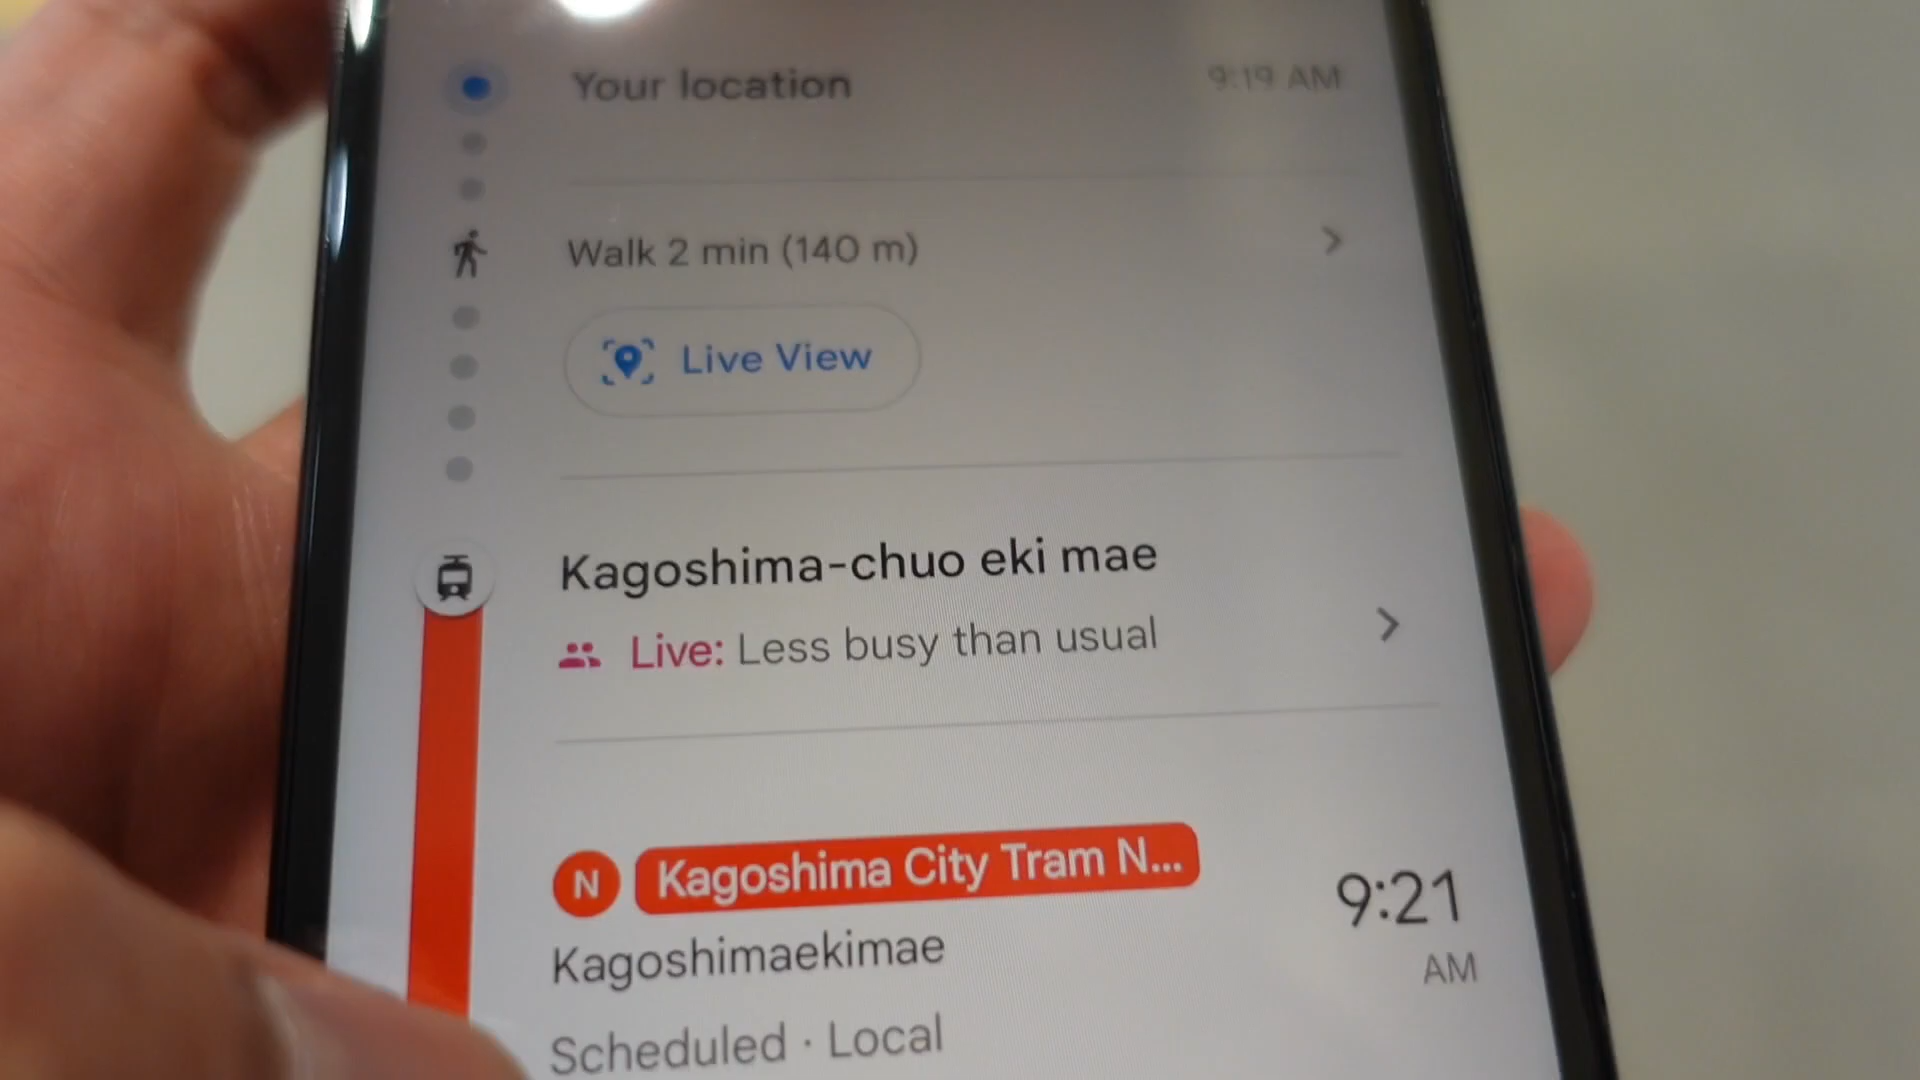 Your location 9:19 AM
Walk 2 min (140 m)
Live View
Kagoshima-chuo eki mae
Live: Less busy than usual
N Kagoshima City Tram N...
9:21
Kagoshimaekimae
AM
Scheduled · Local